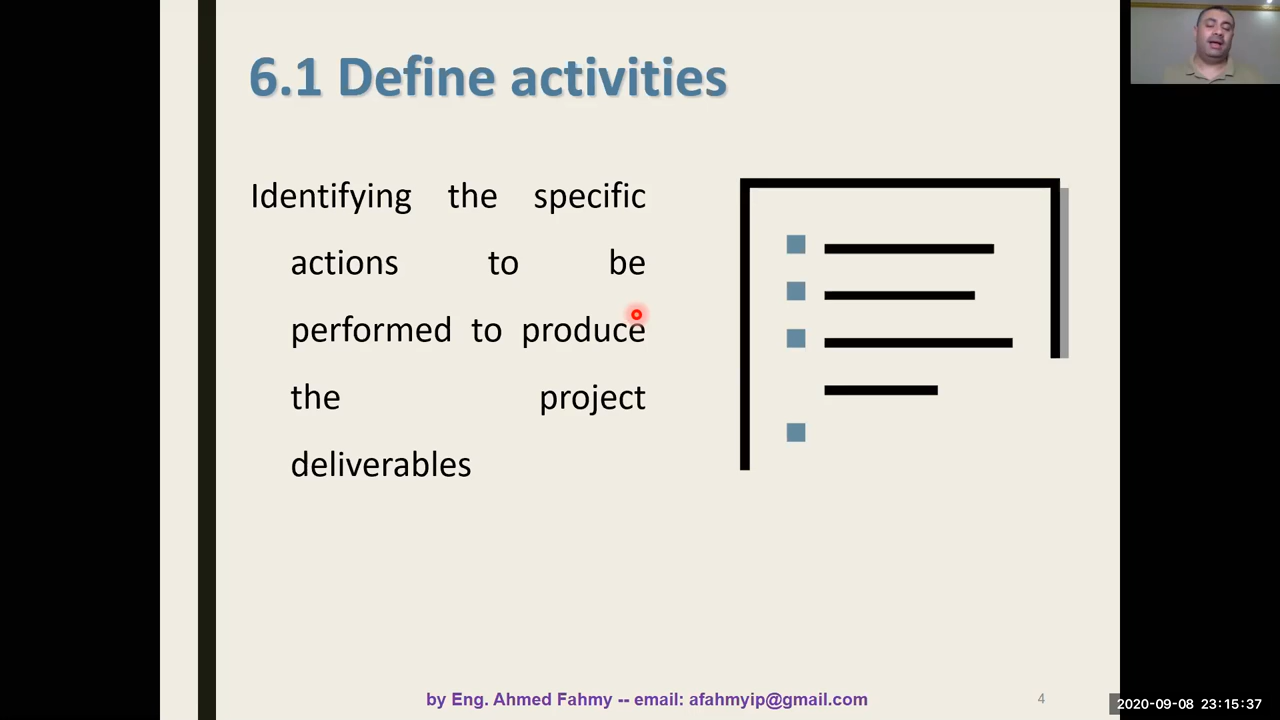 6.1 Define activities
Identifying the specific
actions to be
performed to produce
the project
deliverables
by Eng. Ahmed Fahmy -- email: afahmyip@gmail.com
4
2020-09-08 23:15:37